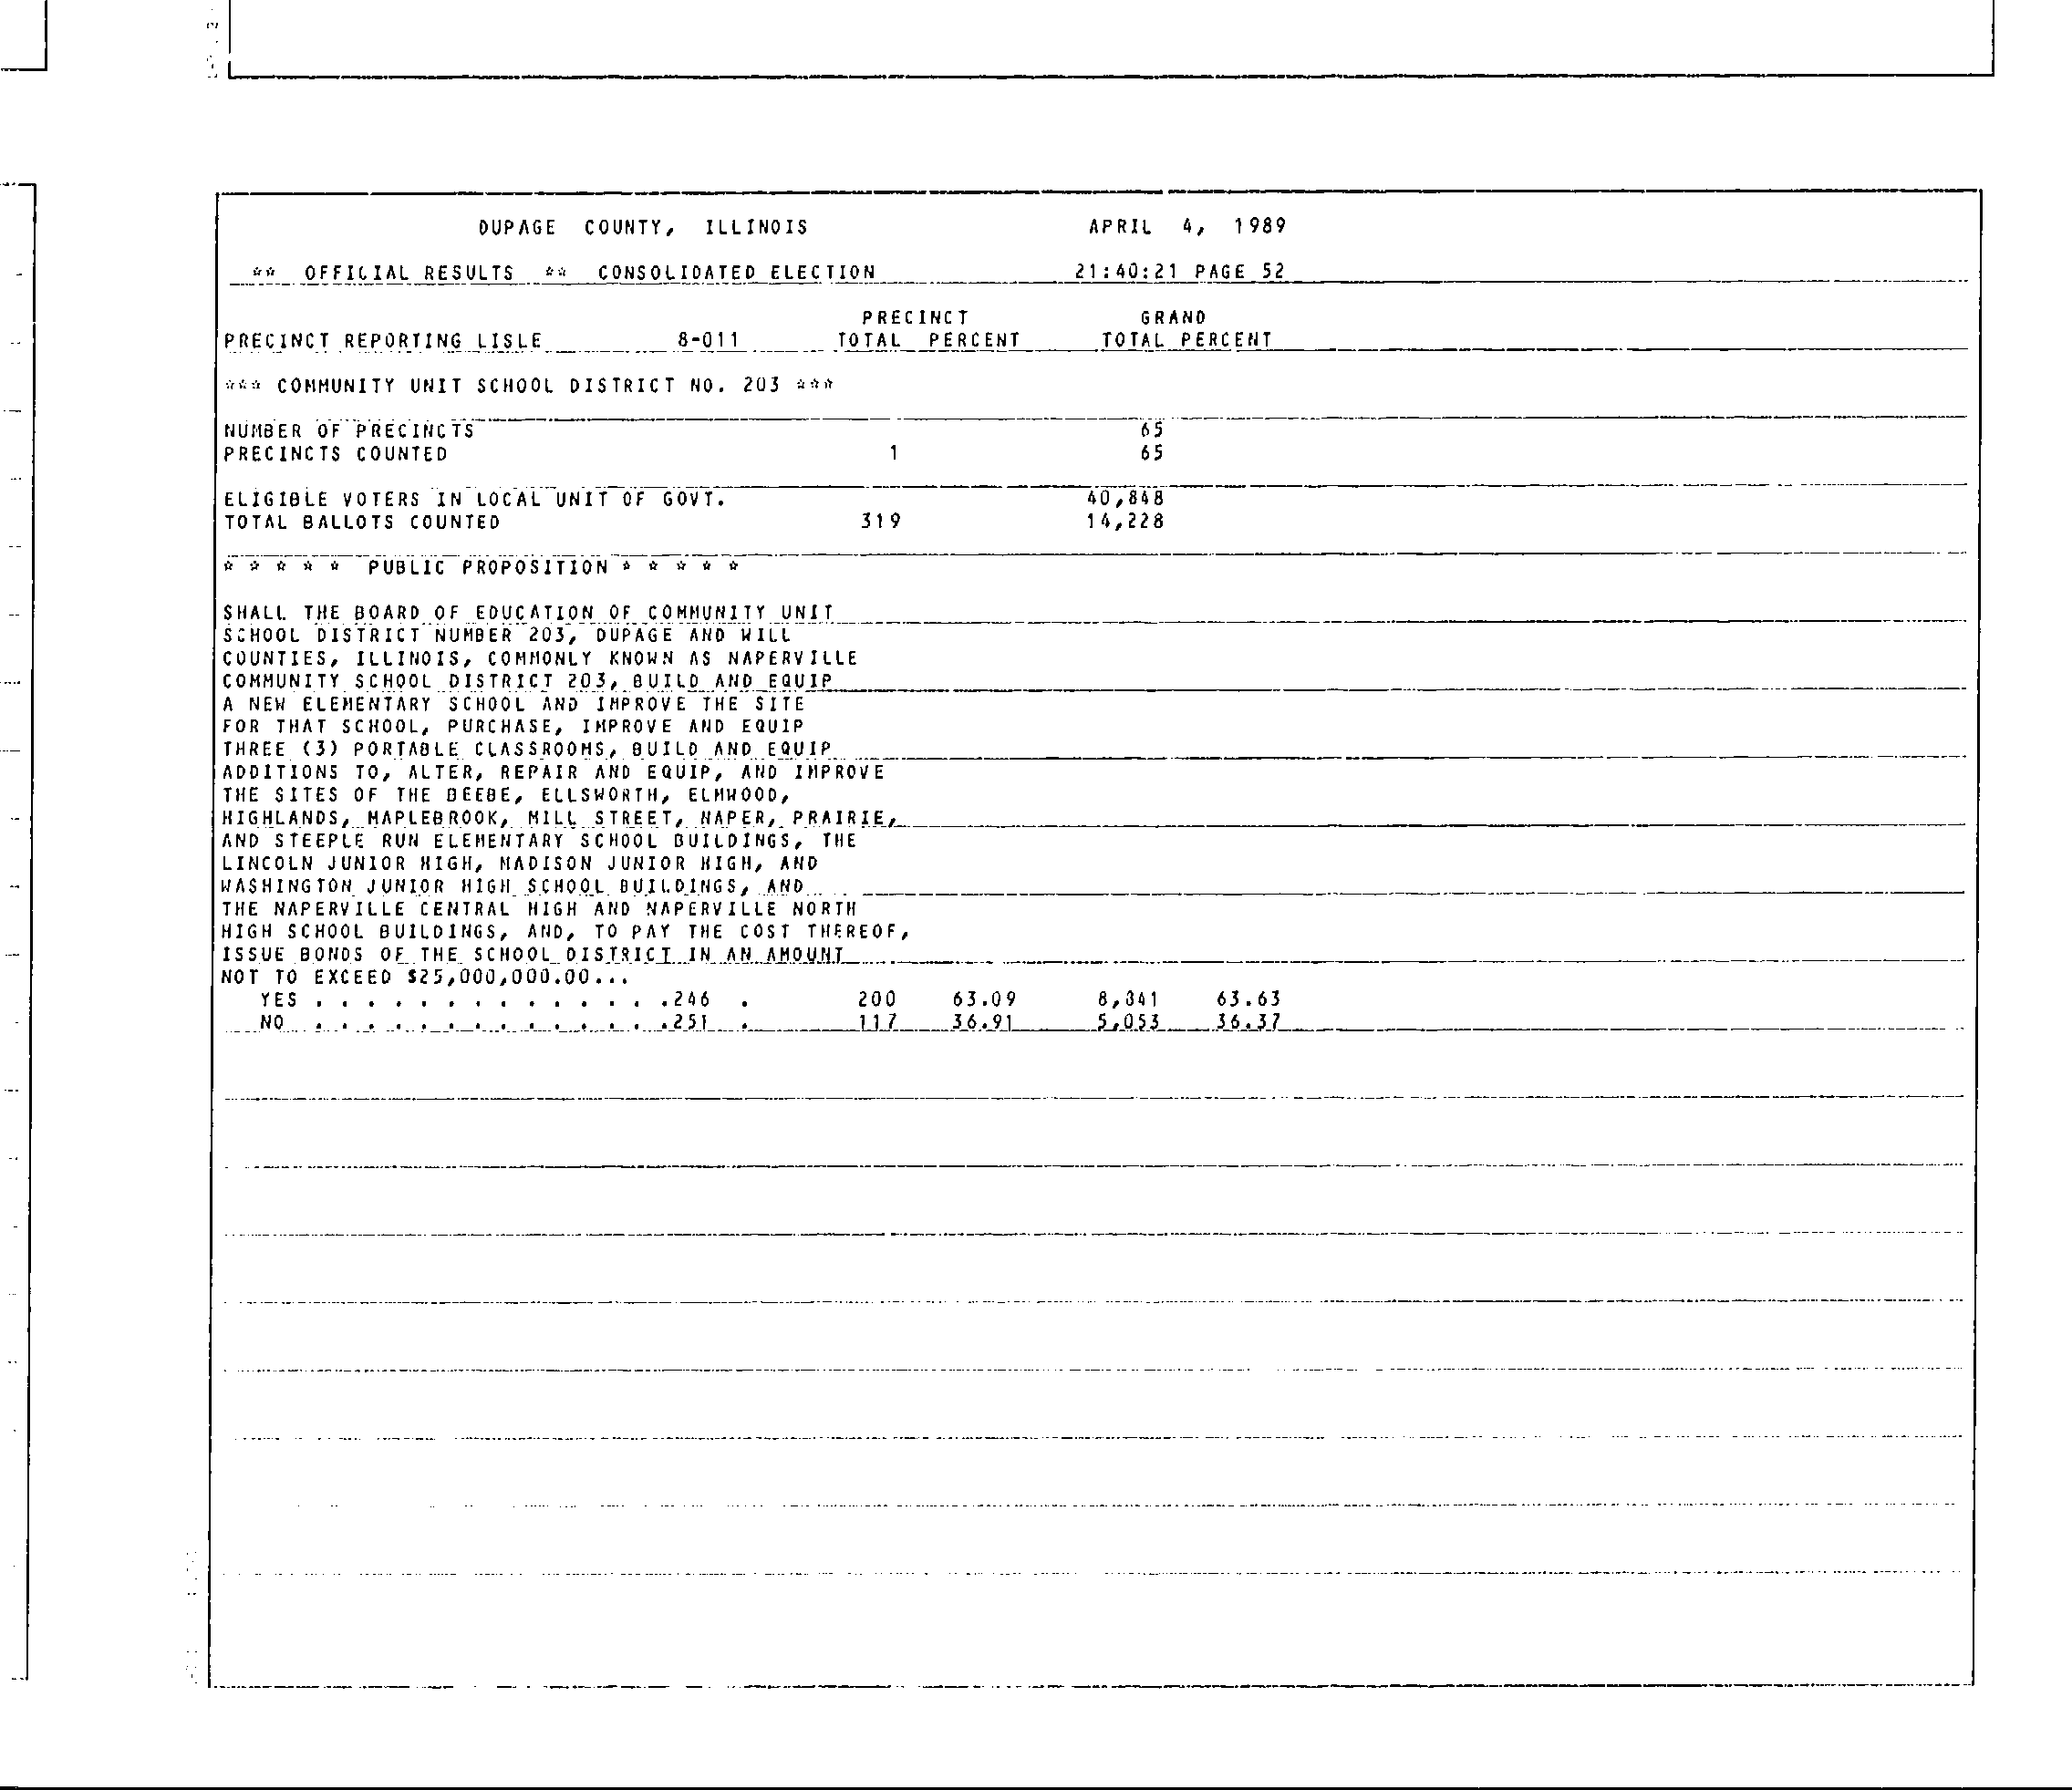 DUPAGE COUNTY, ILLINOIS APRIL 4, 1989
** OFFICIAL RESULTS ** CONSOLIDATED ELECTION 21:40:21 PAGE 52
PRECINCT GRAND
PRECINCT REPORTING LISLE 8-011 TOTAL PERCENT TOTAL PERCENT
*** COMMUNITY UNIT SCHOOL DISTRICT NO. 203 ***
NUMBER OF PRECINCTS 65
PRECINCTS COUNTED 1 65
ELIGIBLE VOTERS IN LOCAL UNIT OF GOVT. 40,848
TOTAL BALLOTS COUNTED 319 14,228
* * * * * PUBLIC PROPOSITION * * * * *
SHALL THE BOARD OF EDUCATION OF COMMUNITY UNIT
SCHOOL DISTRICT NUMBER 203, DUPAGE AND WILL
COUNTIES, ILLINOIS, COMMONLY KNOWN AS NAPERVILLE
COMMUNITY SCHOOL DISTRICT 203, BUILD AND EQUIP
A NEW ELEMENTARY SCHOOL AND IMPROVE THE SITE
FOR THAT SCHOOL, PURCHASE, IMPROVE AND EQUIP
THREE (3) PORTABLE CLASSROOMS, BUILD AND EQUIP
ADDITIONS TO, ALTER, REPAIR AND EQUIP, AND IMPROVE
THE SITES OF THE BEEBE, ELLSWORTH, ELMWOOD,
HIGHLANDS, MAPLEBROOK, MILL STREET, NAPER, PRAIRIE,
AND STEEPLE RUN ELEMENTARY SCHOOL BUILDINGS, THE
LINCOLN JUNIOR HIGH, MADISON JUNIOR HIGH, AND
WASHINGTON JUNIOR HIGH SCHOOL BUILDINGS, AND
THE NAPERVILLE CENTRAL HIGH AND NAPERVILLE NORTH
HIGH SCHOOL BUILDINGS, AND, TO PAY THE COST THEREOF,
ISSUE BONDS OF THE SCHOOL DISTRICT IN AN AMOUNT
NOT TO EXCEED $25,000,000.00...
YES . . . . . . . . . . . . . .246 . 200 63.09 8,841 63.63
NO . . . . . . . . . . . . . .251 . 117 36.91 5,053 36.37